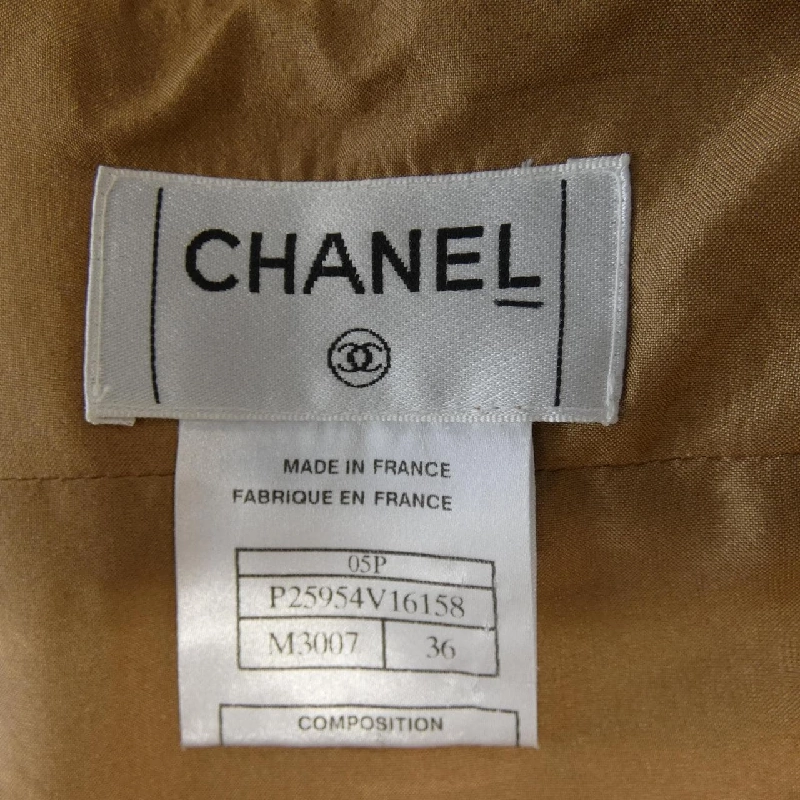 CHANEL
MADE IN FRANCE
FABRIQUE EN FRANCE
05P
P25954V16158
M3007 36
COMPOSITION